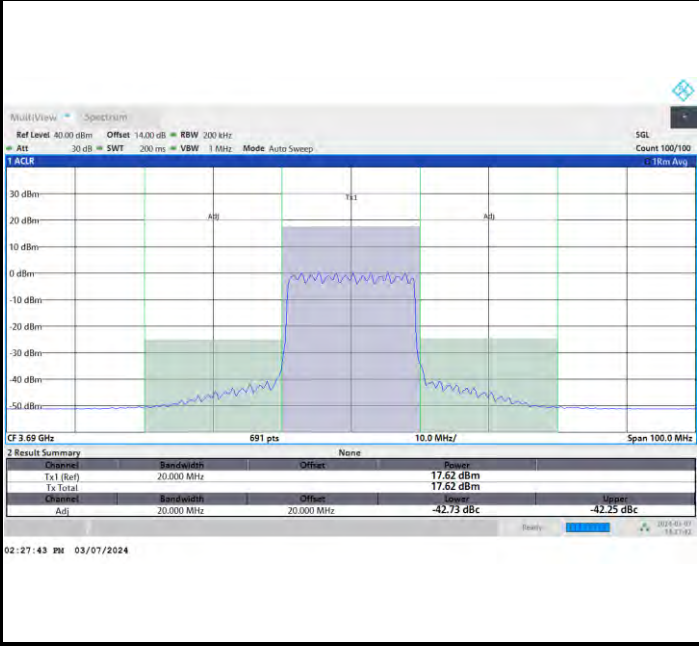 MultiView Spectrum
Ref Level 40.00 dBm Offset 14.00 dB RBW 200 kHz SGL
Att 30 dB SWT 200 ms VBW 1 MHz Mode Auto Sweep Count 100/100
1 ACLR 1Rm Avg
30 dBm
Tx1
20 dBm Adj Adj
10 dBm
0 dBm
-10 dBm
-20 dBm
-30 dBm
-40 dBm
-50 dBm
CF 3.69 GHz 691 pts 10.0 MHz/ Span 100.0 MHz
2 Result Summary None
Channel Bandwidth Offset Power
Tx1 (Ref) 20.000 MHz 17.62 dBm
Tx Total 17.62 dBm
Channel Bandwidth Offset Lower Upper
Adj 20.000 MHz 20.000 MHz -42.73 dBc -42.25 dBc
Ready
02:27:43 PM 03/07/2024